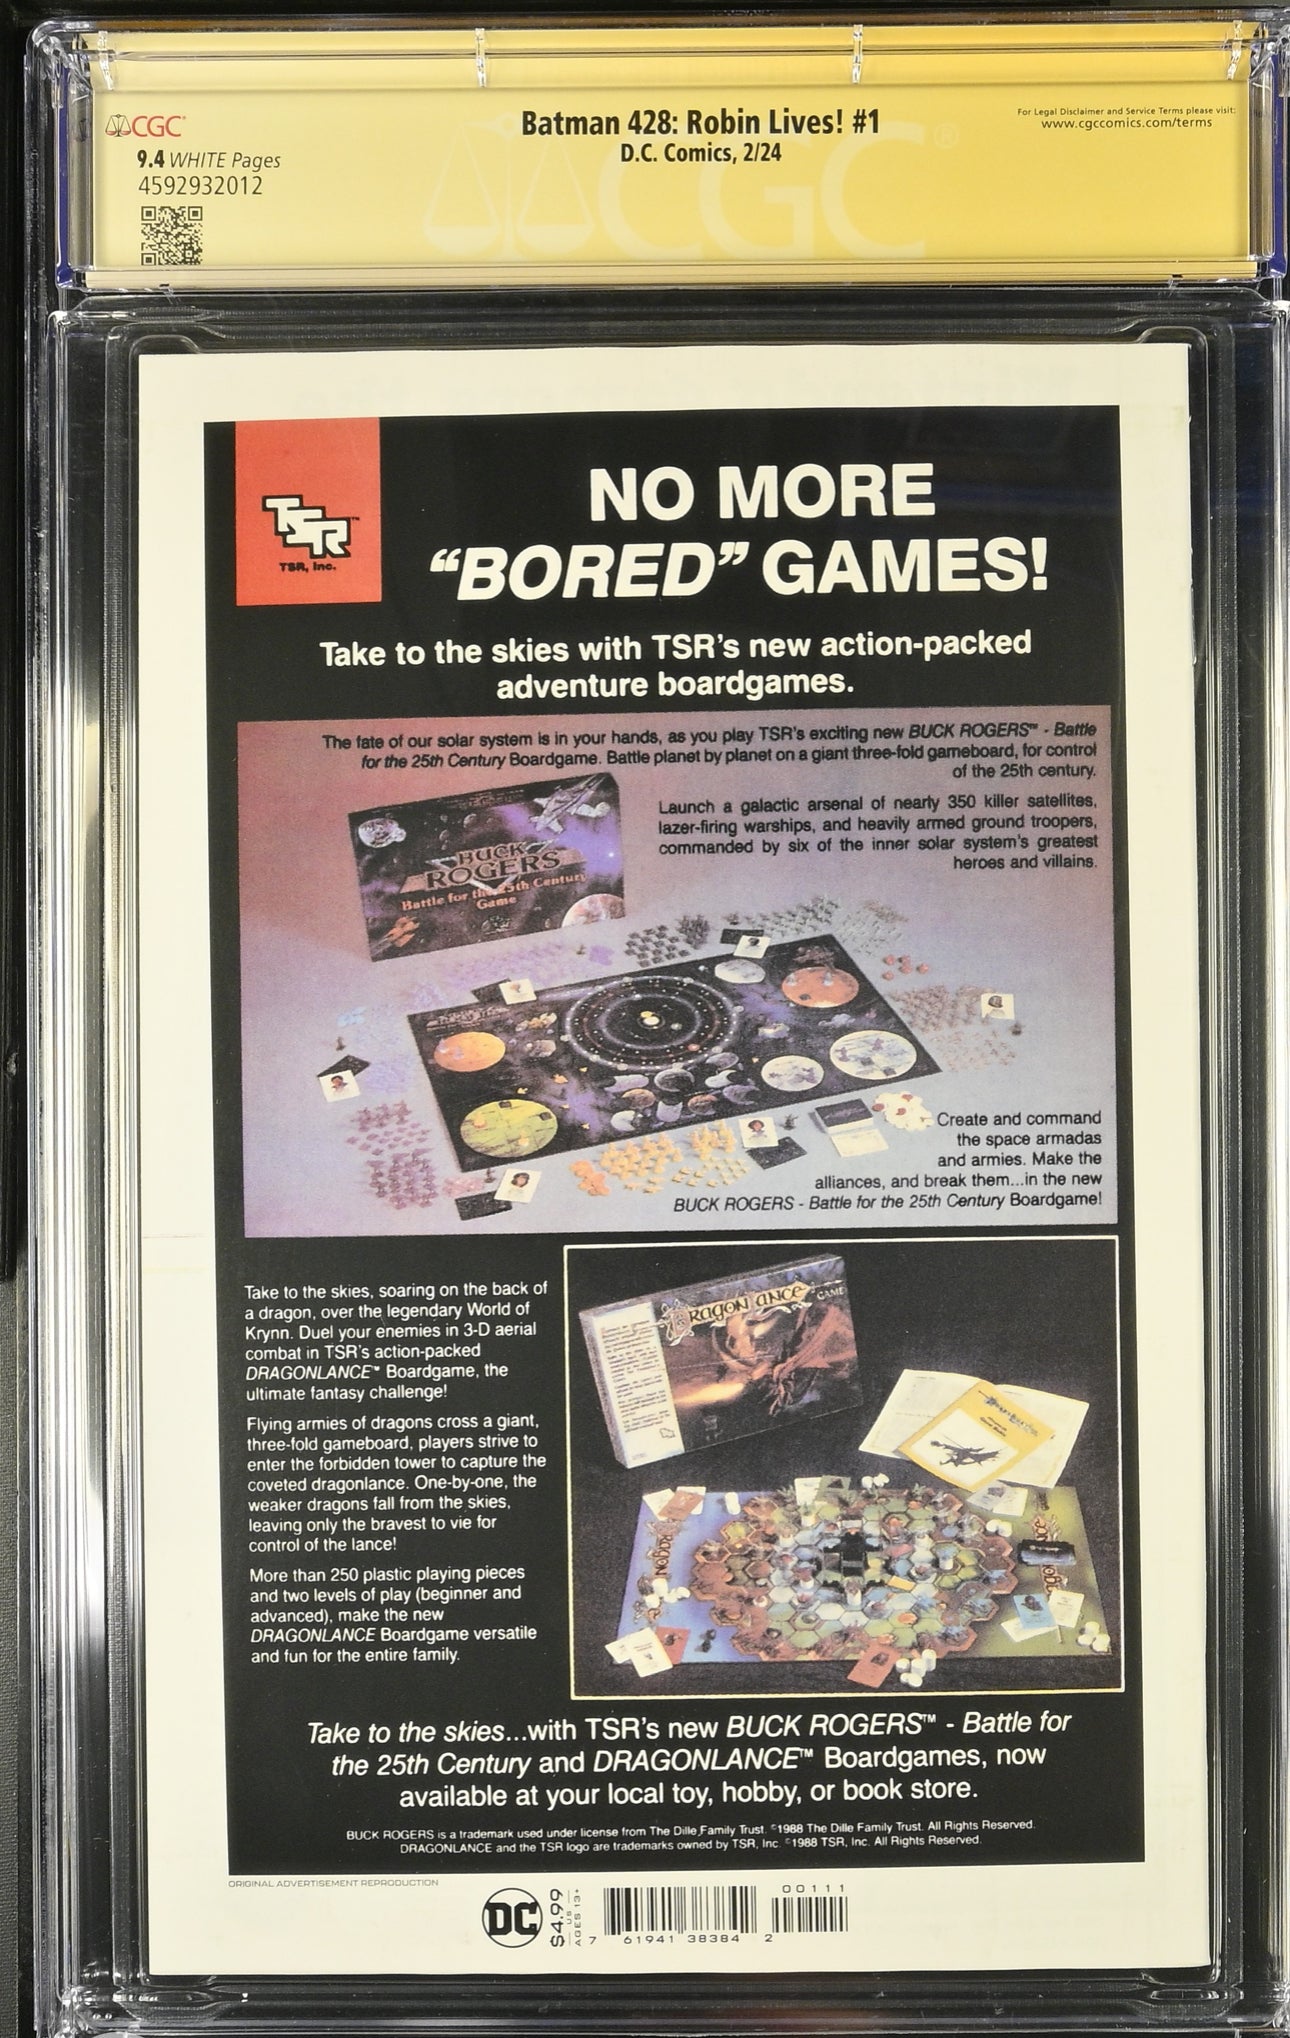 CGC
9.4 WHITE Pages
4592932012
Batman 428: Robin Lives! #1
D.C. Comics, 2/24
For Legal Disclaimer and Service Terms please visit:
www.cgccomics.com/terms
CGC®
TSR™
TSR, Inc.
NO MORE
“BORED” GAMES!
Take to the skies with TSR’s new action-packed
adventure boardgames.
The fate of our solar system is in your hands, as you play TSR’s exciting new BUCK ROGERS™ - Battle
for the 25th Century Boardgame. Battle planet by planet on a giant three-fold gameboard, for control
of the 25th century.
Launch a galactic arsenal of nearly 350 killer satellites,
lazer-firing warships, and heavily armed ground troopers,
commanded by six of the inner solar system’s greatest
heroes and villains.
BUCK
ROGERS
Battle for the 25th Century
Game
Create and command
the space armadas
and armies. Make the
alliances, and break them...in the new
BUCK ROGERS - Battle for the 25th Century Boardgame!
Take to the skies, soaring on the back of
a dragon, over the legendary World of
Krynn. Duel your enemies in 3-D aerial
combat in TSR’s action-packed
DRAGONLANCE™ Boardgame, the
ultimate fantasy challenge!
Flying armies of dragons cross a giant,
three-fold gameboard, players strive to
enter the forbidden tower to capture the
coveted dragonlance. One-by-one, the
weaker dragons fall from the skies,
leaving only the bravest to vie for
control of the lance!
More than 250 plastic playing pieces
and two levels of play (beginner and
advanced), make the new
DRAGONLANCE Boardgame versatile
and fun for the entire family.
DRAGONLANCE GAME
Take to the skies...with TSR’s new BUCK ROGERS™ - Battle for
the 25th Century and DRAGONLANCE™ Boardgames, now
available at your local toy, hobby, or book store.
BUCK ROGERS is a trademark used under license from The Dille Family Trust. ©1988 The Dille Family Trust. All Rights Reserved.
DRAGONLANCE and the TSR logo are trademarks owned by TSR, Inc. ©1988 TSR, Inc. All Rights Reserved.
ORIGINAL ADVERTISEMENT REPRODUCTION
DC
$4.99
US
AGES 13+
7 61941 38384 2
00111